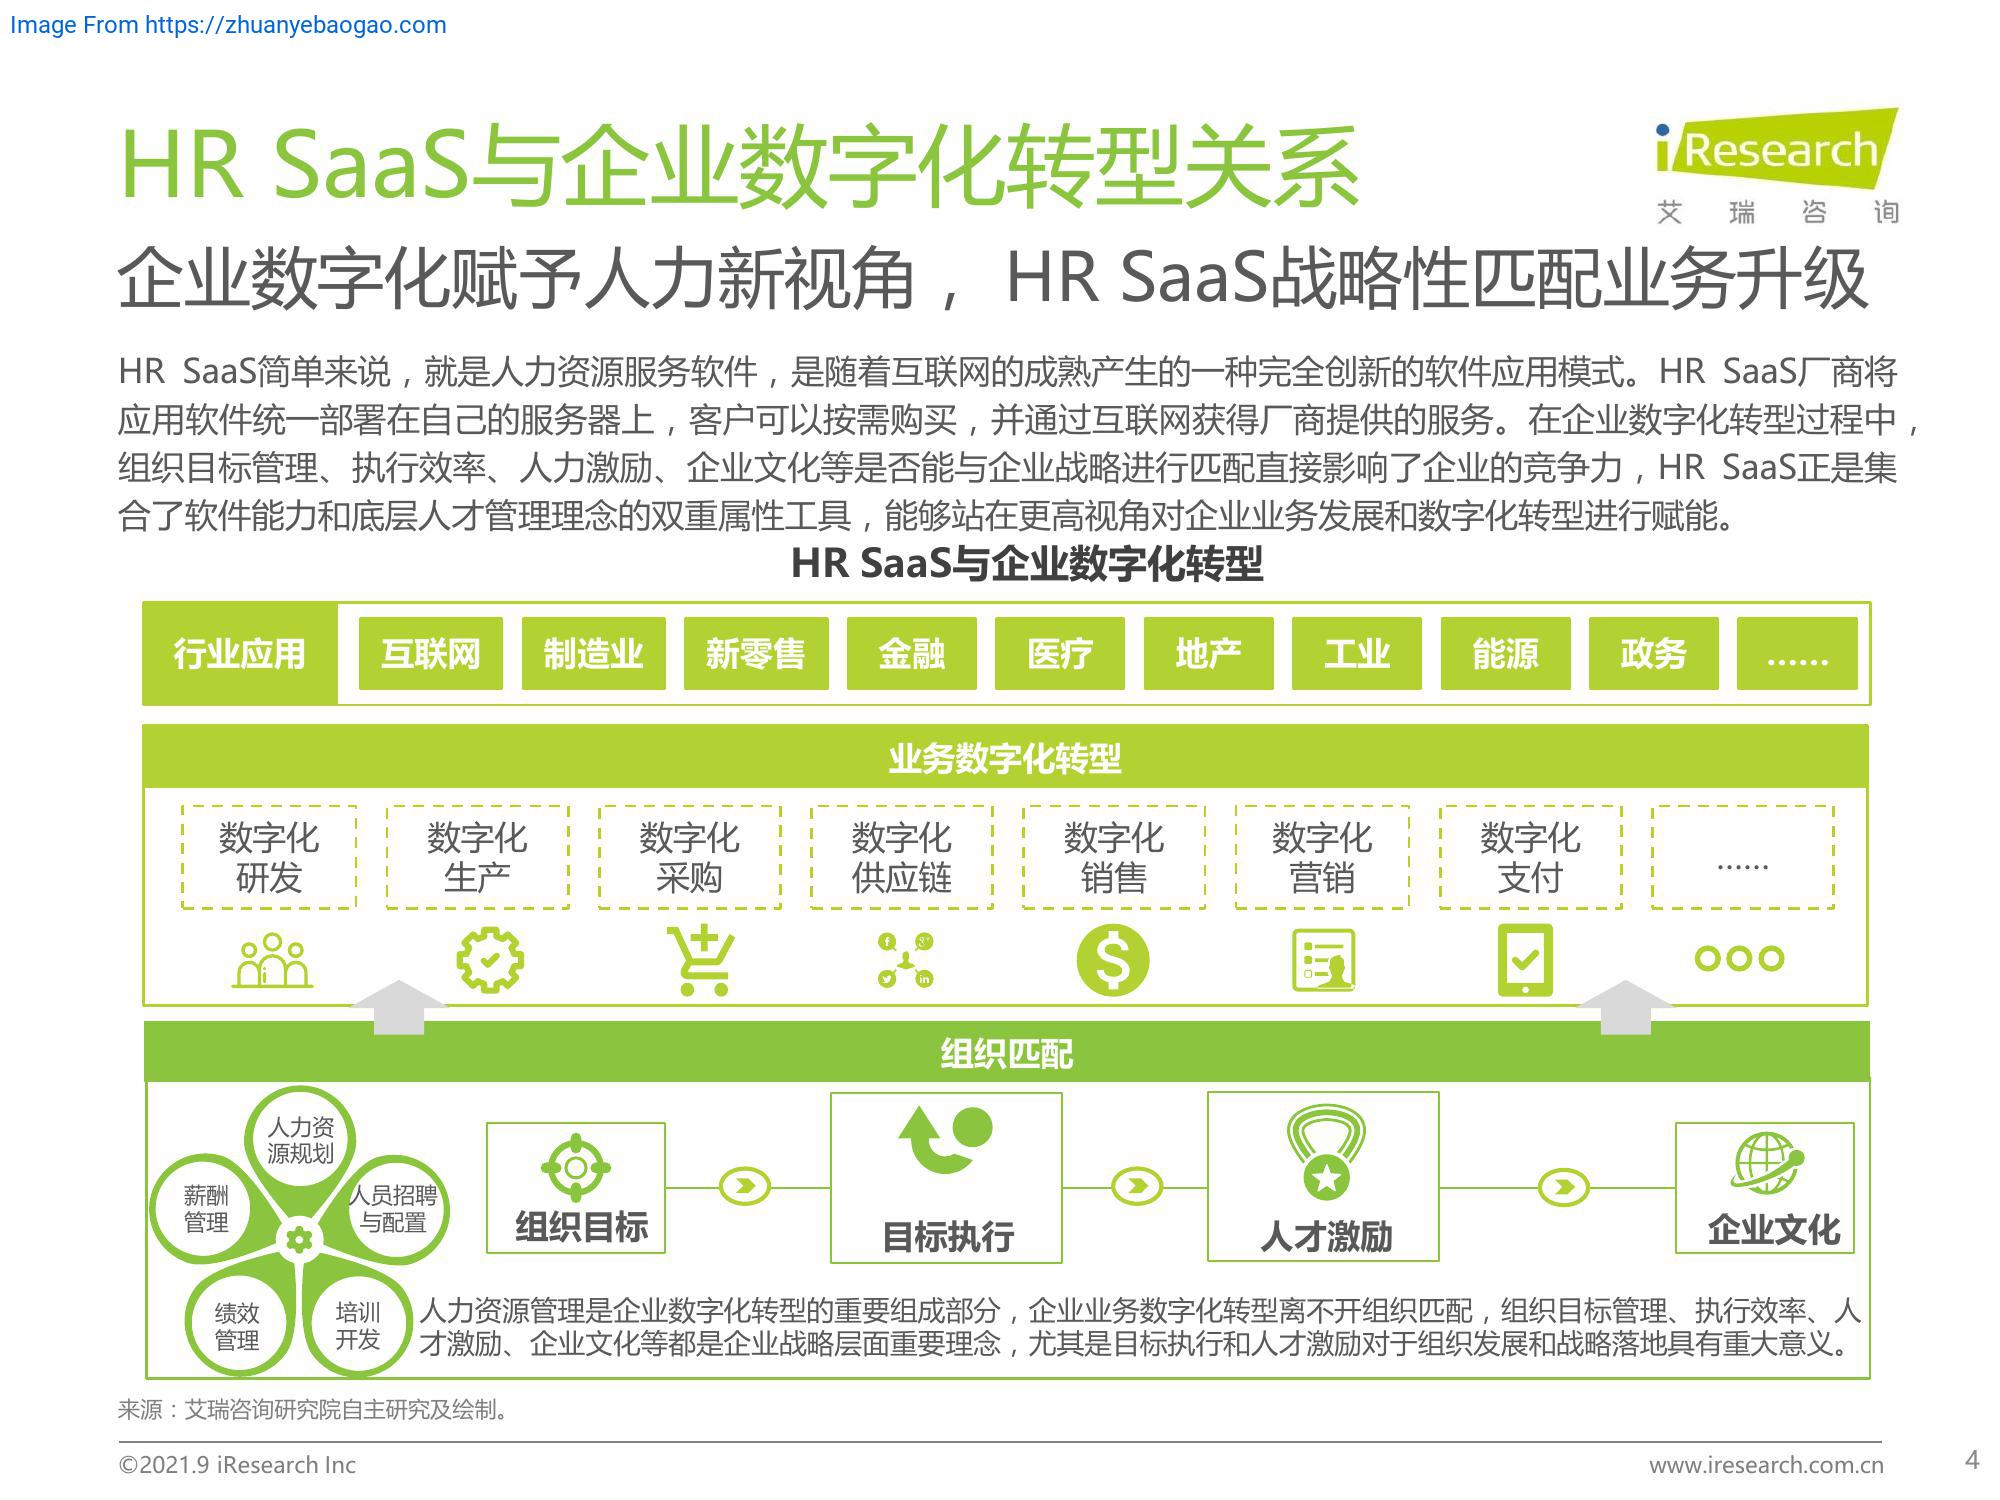 Image From https://zhuanyebaogao.com
HR SaaS与企业数字化转型关系
iResearch
艾瑞咨询
企业数字化赋予人力新视角，HR SaaS战略性匹配业务升级
HR SaaS简单来说，就是人力资源服务软件，是随着互联网的成熟产生的一种完全创新的软件应用模式。HR SaaS厂商将
应用软件统一部署在自己的服务器上，客户可以按需购买，并通过互联网获得厂商提供的服务。在企业数字化转型过程中，
组织目标管理、执行效率、人力激励、企业文化等是否能与企业战略进行匹配直接影响了企业的竞争力，HR SaaS正是集
合了软件能力和底层人才管理理念的双重属性工具，能够站在更高视角对企业业务发展和数字化转型进行赋能。
HR SaaS与企业数字化转型
行业应用 互联网 制造业 新零售 金融 医疗 地产 工业 能源 政务 ……
业务数字化转型
数字化
研发
数字化
生产
数字化
采购
数字化
供应链
数字化
销售
数字化
营销
数字化
支付
……
组织匹配
人力资
源规划
薪酬
管理
人员招聘
与配置
绩效
管理
培训
开发
组织目标
目标执行
人才激励
企业文化
人力资源管理是企业数字化转型的重要组成部分，企业业务数字化转型离不开组织匹配，组织目标管理、执行效率、人
才激励、企业文化等都是企业战略层面重要理念，尤其是目标执行和人才激励对于组织发展和战略落地具有重大意义。
来源：艾瑞咨询研究院自主研究及绘制。
©2021.9 iResearch Inc
www.iresearch.com.cn
4